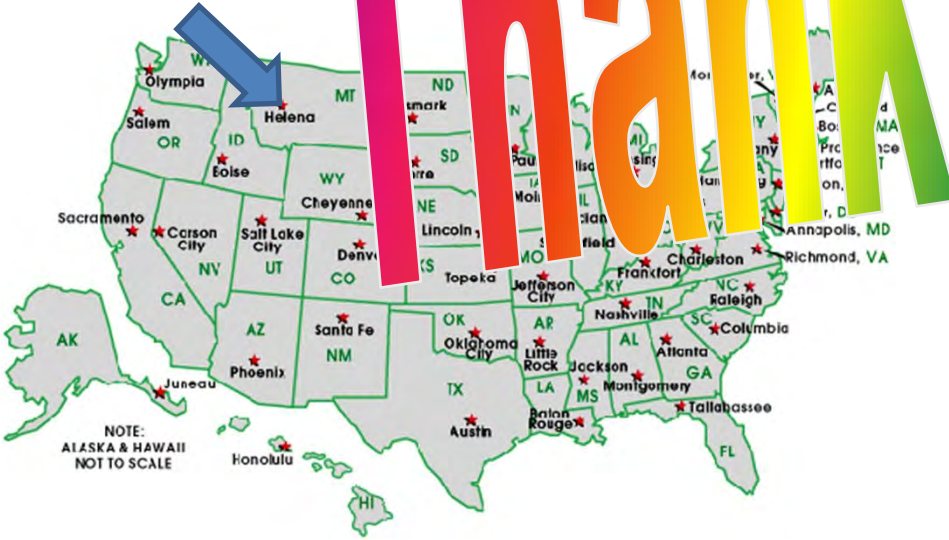 Thank
Olympia
MT
ND
Helena
Salem
OR
ID
Boise
SD
WY
Cheyenne
NE
Lincoln
Sacramento
Carson
City
Salt Lake
City
NV
UT
CO
KS
Topeka
MO
Jefferson
City
Frankfort
KY
Charleston
Annapolis, MD
Richmond, VA
MA
MI
CA
AZ
Phoenix
Santa Fe
NM
OK
Oklahoma
City
AR
Little
Rock
Nashville
TN
NC
Raleigh
SC
Columbia
AL
Atlanta
GA
Jackson
MS
Montgomery
LA
Baton
Rouge
Tallahassee
FL
TX
Austin
AK
Juneau
NOTE:
ALASKA & HAWAII
NOT TO SCALE
Honolulu
HI